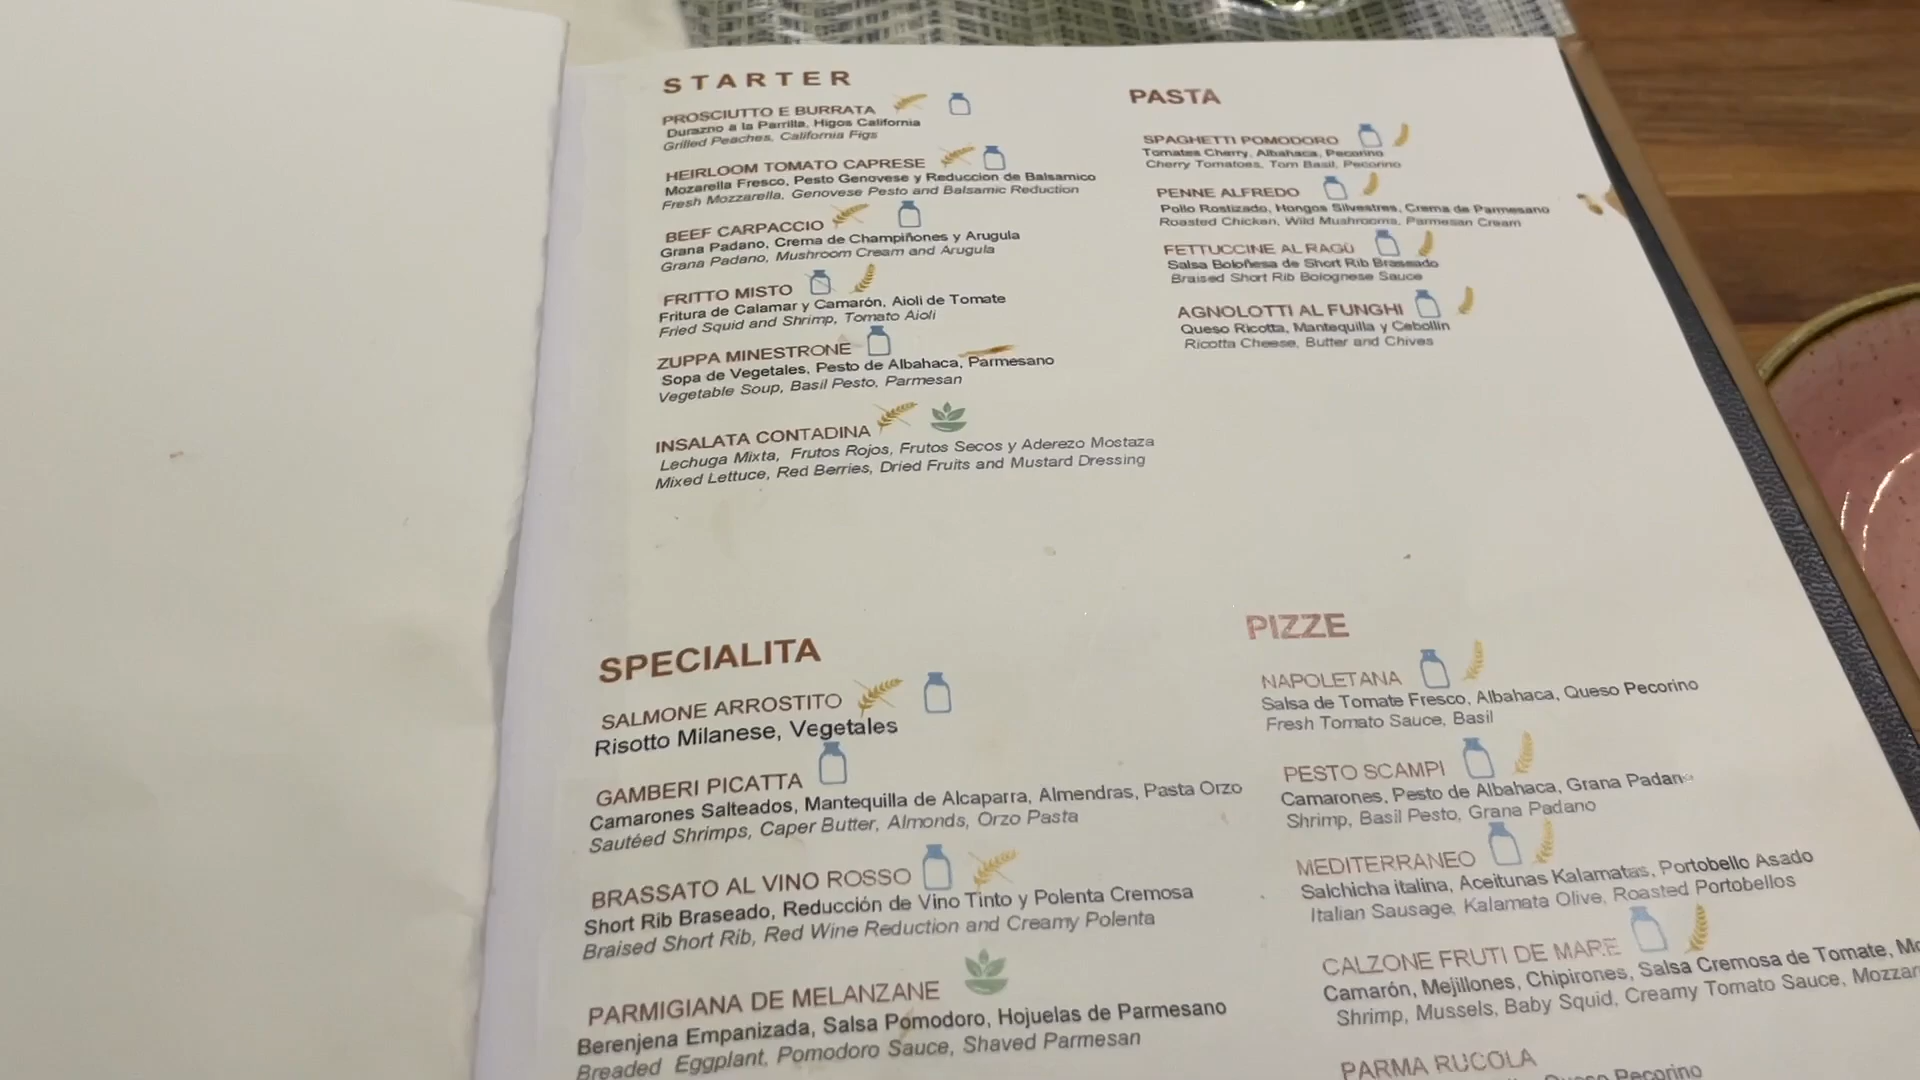 STARTER
PROSCIUTTO E BURRATA
Durazno a la Parrilla, Higos California
Grilled Peaches, California Figs
HEIRLOOM TOMATO CAPRESE
Mozarella Fresco, Pesto Genovese y Reduccion de Balsamico
Fresh Mozzarella, Genovese Pesto and Balsamic Reduction
BEEF CARPACCIO
Grana Padano, Crema de Champiñones y Arugula
Grana Padano, Mushroom Cream and Arugula
FRITTO MISTO
Fritura de Calamar y Camarón, Aioli de Tomate
Fried Squid and Shrimp, Tomato Aioli
ZUPPA MINESTRONE
Sopa de Vegetales, Pesto de Albahaca, Parmesano
Vegetable Soup, Basil Pesto, Parmesan
INSALATA CONTADINA
Lechuga Mixta, Frutos Rojos, Frutos Secos y Aderezo Mostaza
Mixed Lettuce, Red Berries, Dried Fruits and Mustard Dressing
PASTA
SPAGHETTI POMODORO
Tomates Cherry, Albahaca, Pecorino
Cherry Tomatoes, Torn Basil, Pecorino
PENNE ALFREDO
Pollo Rostizado, Hongos Silvestres, Crema de Parmesano
Roasted Chicken, Wild Mushrooms, Parmesan Cream
FETTUCCINE AL RAGÚ
Salsa Boloñesa de Short Rib Braseado
Braised Short Rib Bolognese Sauce
AGNOLOTTI AL FUNGHI
Queso Ricotta, Mantequilla y Cebollin
Ricotta Cheese, Butter and Chives
SPECIALITA
SALMONE ARROSTITO
Risotto Milanese, Vegetales
GAMBERI PICATTA
Camarones Salteados, Mantequilla de Alcaparra, Almendras, Pasta Orzo
Sautéed Shrimps, Caper Butter, Almonds, Orzo Pasta
BRASSATO AL VINO ROSSO
Short Rib Braseado, Reducción de Vino Tinto y Polenta Cremosa
Braised Short Rib, Red Wine Reduction and Creamy Polenta
PARMIGIANA DE MELANZANE
Berenjena Empanizada, Salsa Pomodoro, Hojuelas de Parmesano
Breaded Eggplant, Pomodoro Sauce, Shaved Parmesan
PIZZE
NAPOLETANA
Salsa de Tomate Fresco, Albahaca, Queso Pecorino
Fresh Tomato Sauce, Basil
PESTO SCAMPI
Camarones, Pesto de Albahaca, Grana Padano
Shrimp, Basil Pesto, Grana Padano
MEDITERRANEO
Salchicha italina, Aceitunas Kalamatas, Portobello Asado
Italian Sausage, Kalamata Olive, Roasted Portobellos
CALZONE FRUTI DE MARE
Camarón, Mejillones, Chipirones, Salsa Cremosa de Tomate,
Shrimp, Mussels, Baby Squid, Creamy Tomato Sauce,
PARMA RUCOLA
Queso Pecorino